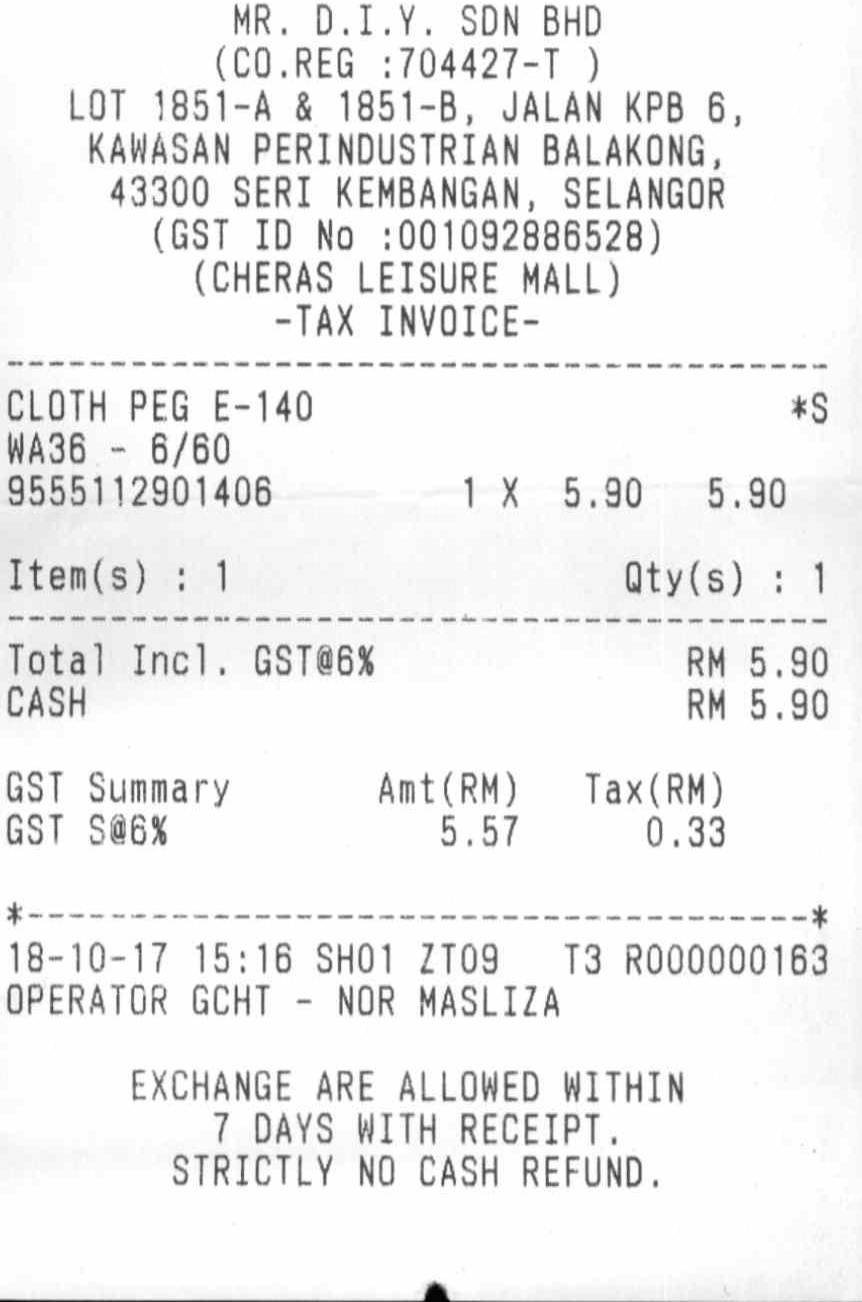 MR. D.I.Y. SDN BHD
(CO.REG :704427-T )
LOT 1851-A & 1851-B, JALAN KPB 6,
KAWASAN PERINDUSTRIAN BALAKONG,
43300 SERI KEMBANGAN, SELANGOR
(GST ID No :001092886528)
(CHERAS LEISURE MALL)
-TAX INVOICE-
CLOTH PEG E-140 *S
WA36 - 6/60
9555112901406 1 X 5.90 5.90
Item(s) : 1 Qty(s) : 1
Total Incl. GST@6% RM 5.90
CASH RM 5.90
GST Summary Amt(RM) Tax(RM)
GST S@6% 5.57 0.33
*--------------------------------------*
18-10-17 15:16 SH01 ZT09 T3 R000000163
OPERATOR GCHT - NOR MASLIZA
EXCHANGE ARE ALLOWED WITHIN
7 DAYS WITH RECEIPT.
STRICTLY NO CASH REFUND.